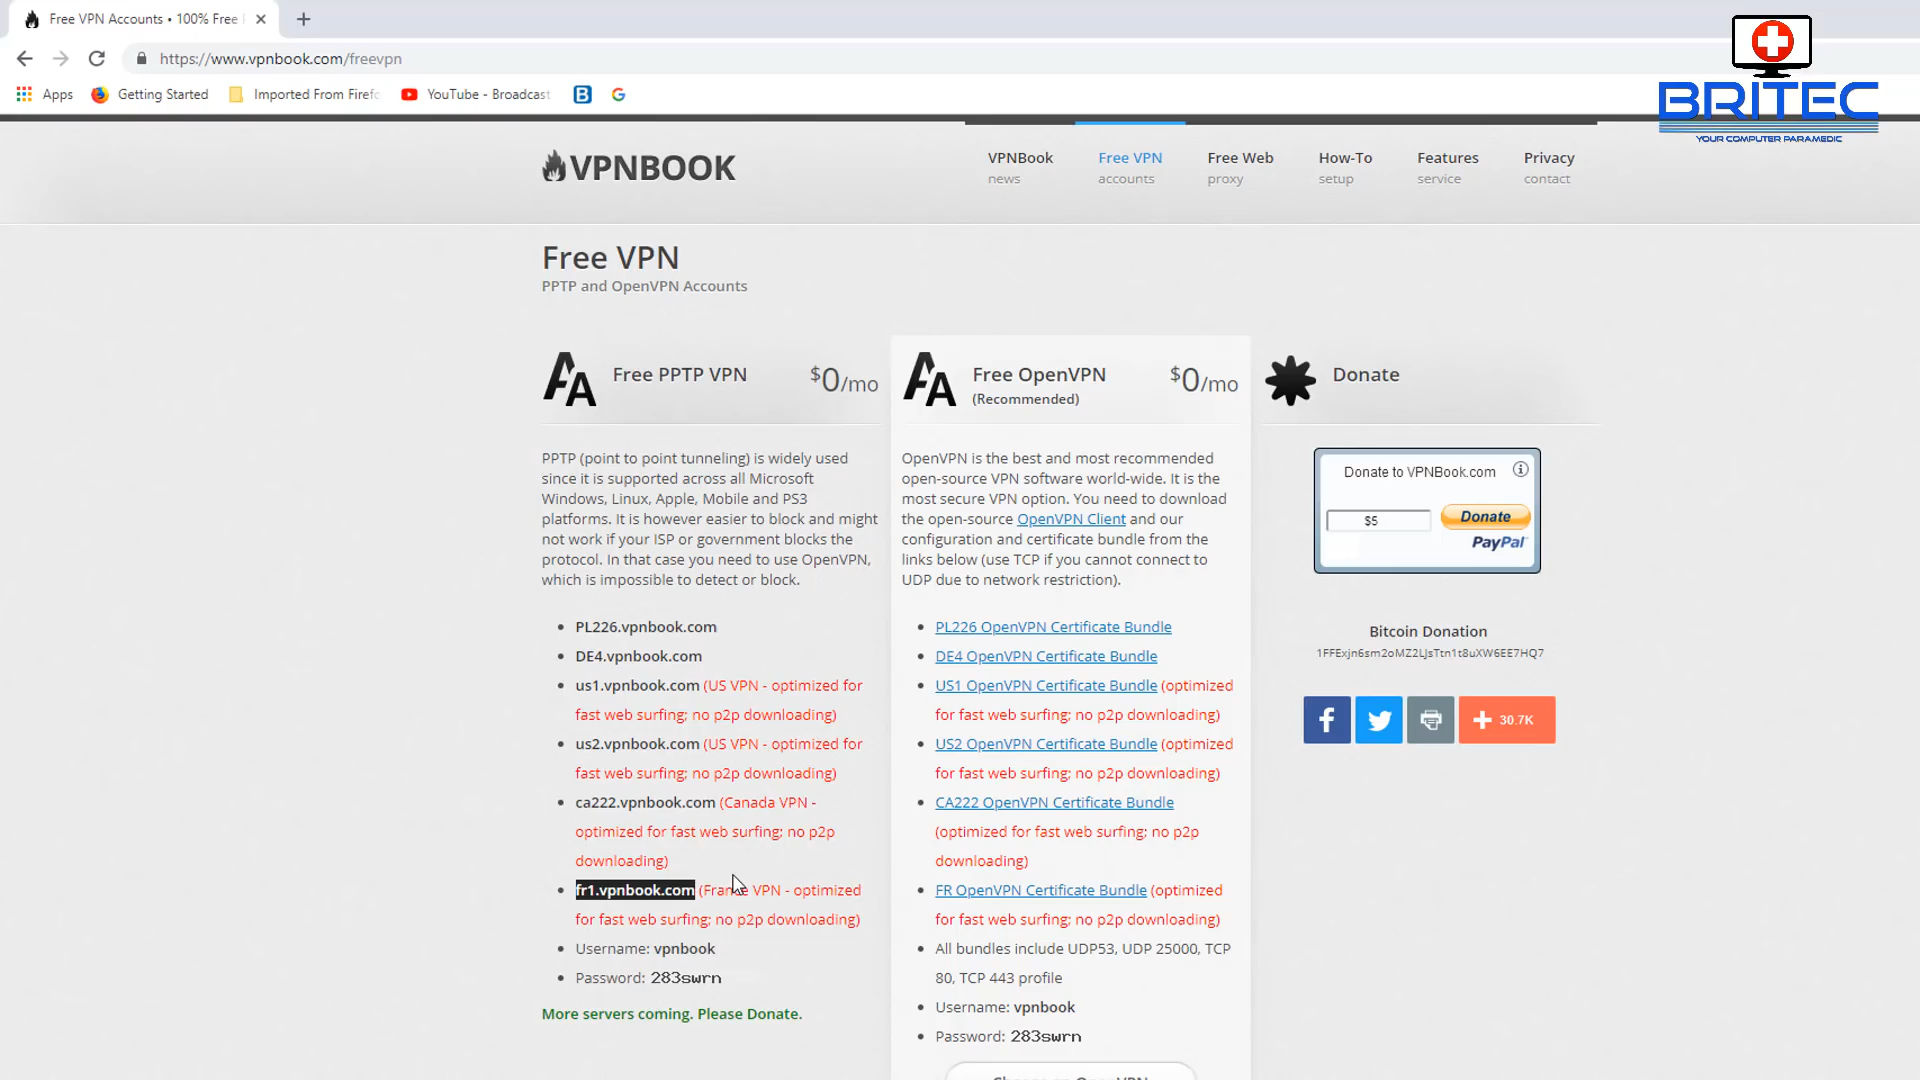 Free VPN Accounts • 100% Free
https://www.vpnbook.com/freevpn
Apps
Getting Started
Imported From Firefo
YouTube - Broadcast
B
G
BRITEC
YOUR COMPUTER PARAMEDIC
VPNBOOK
VPNBook
news
Free VPN
accounts
Free Web
proxy
How-To
setup
Features
service
Privacy
contact
Free VPN
PPTP and OpenVPN Accounts
AA
Free PPTP VPN
$0/mo
PPTP (point to point tunneling) is widely used
since it is supported across all Microsoft
Windows, Linux, Apple, Mobile and PS3
platforms. It is however easier to block and might
not work if your ISP or government blocks the
protocol. In that case you need to use OpenVPN,
which is impossible to detect or block.
PL226.vpnbook.com
DE4.vpnbook.com
us1.vpnbook.com (US VPN - optimized for
fast web surfing; no p2p downloading)
us2.vpnbook.com (US VPN - optimized for
fast web surfing; no p2p downloading)
ca222.vpnbook.com (Canada VPN -
optimized for fast web surfing; no p2p
downloading)
fr1.vpnbook.com (France VPN - optimized
for fast web surfing; no p2p downloading)
Username: vpnbook
Password: 283swrn
More servers coming. Please Donate.
AA
Free OpenVPN
(Recommended)
$0/mo
OpenVPN is the best and most recommended
open-source VPN software world-wide. It is the
most secure VPN option. You need to download
the open-source OpenVPN Client and our
configuration and certificate bundle from the
links below (use TCP if you cannot connect to
UDP due to network restriction).
PL226 OpenVPN Certificate Bundle
DE4 OpenVPN Certificate Bundle
US1 OpenVPN Certificate Bundle (optimized
for fast web surfing; no p2p downloading)
US2 OpenVPN Certificate Bundle (optimized
for fast web surfing; no p2p downloading)
CA222 OpenVPN Certificate Bundle
(optimized for fast web surfing; no p2p
downloading)
FR OpenVPN Certificate Bundle (optimized
for fast web surfing; no p2p downloading)
All bundles include UDP53, UDP 25000, TCP
80, TCP 443 profile
Username: vpnbook
Password: 283swrn
Donate
Donate to VPNBook.com
$5
Donate
PayPal
Bitcoin Donation
1FFExjn6sm2oMZ2LJsTtn1t8uXW6EE7HQ7
30.7K